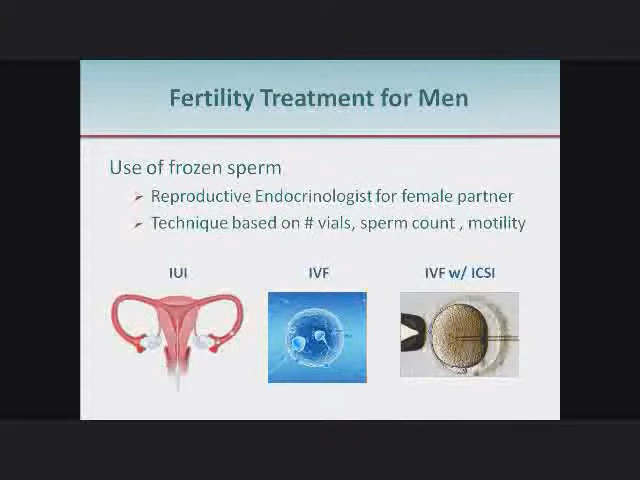 Fertility Treatment for Men
Use of frozen sperm
Reproductive Endocrinologist for female partner
Technique based on # vials, sperm count , motility
IUI IVF IVF w/ ICSI